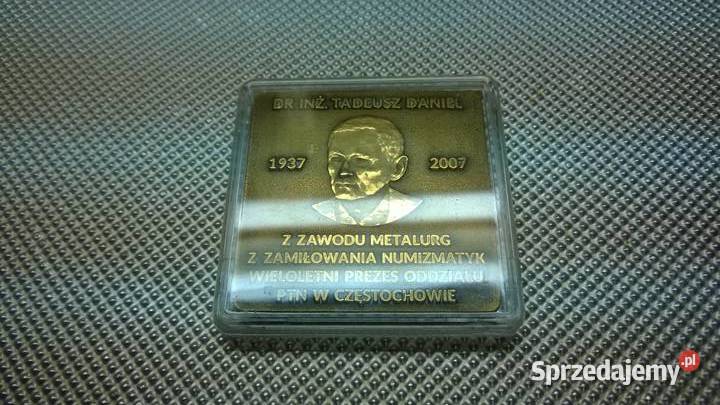 DR INŻ. TADEUSZ DANIEL
1937 2007
Z ZAWODU METALURG
Z ZAMIŁOWANIA NUMIZMATYK
WIELOLETNI PREZES ODDZIAŁU
PTN W CZĘSTOCHOWIE
Sprzedajemy.pl